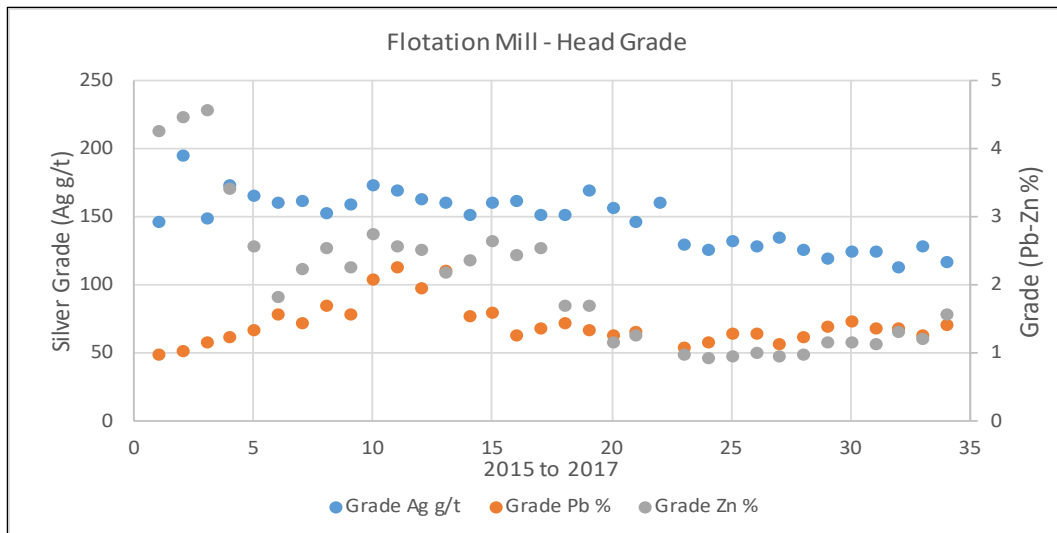 Flotation Mill - Head Grade
Silver Grade (Ag g/t)
250
200
150
100
50
0
5
4
3
2
1
0
Grade (Pb-Zn %)
0 5 10 15 20 25 30 35
2015 to 2017
Grade Ag g/t Grade Pb % Grade Zn %